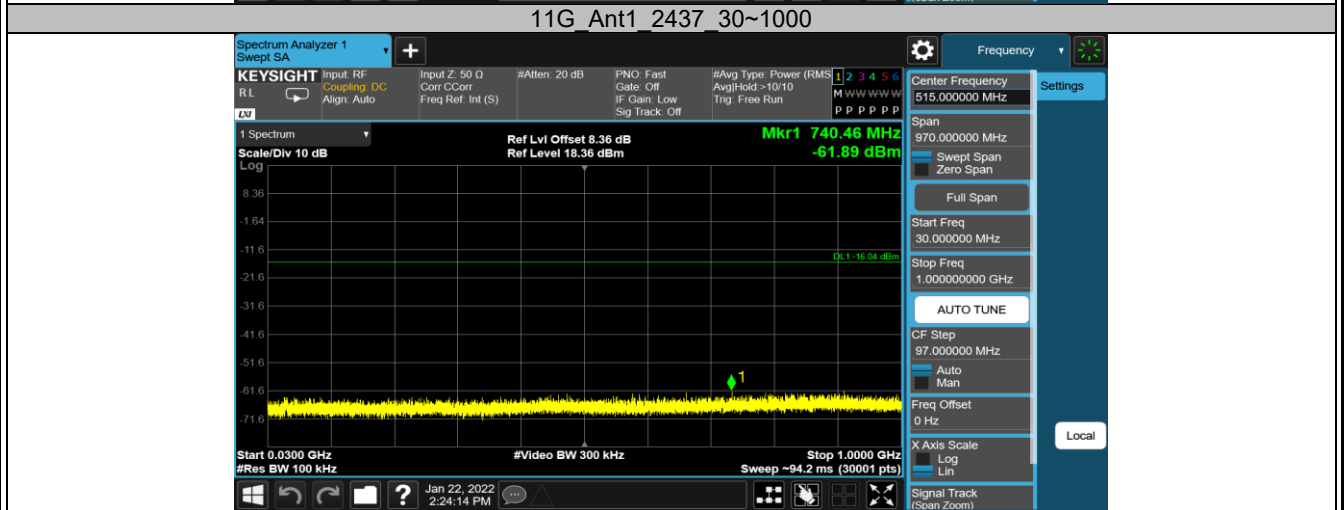 11G_Ant1_2437_30~1000
Spectrum Analyzer 1
Swept SA
Frequency
KEYSIGHT
RL
LXI
Input: RF
Coupling: DC
Align: Auto
Input Z: 50 Ω
Corr CCorr
Freq Ref: Int (S)
#Atten: 20 dB
PNO: Fast
Gate: Off
IF Gain: Low
Sig Track: Off
#Avg Type: Power (RMS
Avg|Hold:>10/10
Trig: Free Run
1 2 3 4 5 6
M W W W W W
P P P P P P
Center Frequency
515.000000 MHz
Settings
1 Spectrum
Scale/Div 10 dB
Ref Lvl Offset 8.36 dB
Ref Level 18.36 dBm
Mkr1 740.46 MHz
-61.89 dBm
Span
970.000000 MHz
Swept Span
Zero Span
Full Span
Start Freq
30.000000 MHz
Stop Freq
1.000000000 GHz
AUTO TUNE
CF Step
97.000000 MHz
Auto
Man
Freq Offset
0 Hz
X Axis Scale
Log
Lin
Signal Track
(Span Zoom)
Local
Log
8.36
-1.64
-11.6
-21.6
-31.6
-41.6
-51.6
-61.6
-71.6
DL1 -16.04 dBm
1
Start 0.0300 GHz
#Res BW 100 kHz
#Video BW 300 kHz
Stop 1.0000 GHz
Sweep ~94.2 ms (30001 pts)
?
Jan 22, 2022
2:24:14 PM